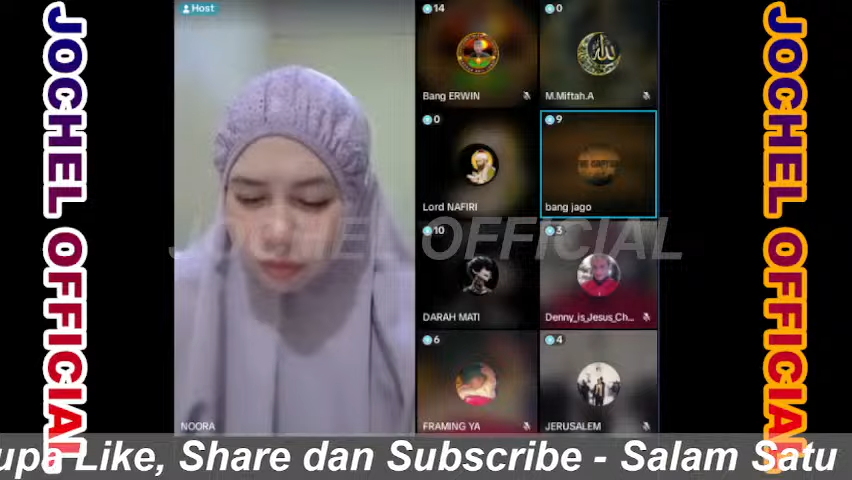 JOCHEL OFFICIAL
Host
NOORA
14
Bang ERWIN
0
M.Miftah.A
0
Lord NAFIRI
9
bang jago
10
DARAH MATI
3
Denny_is_Jesus_Ch...
6
FRAMING YA
4
JERUSALEM
JOCHEL OFFICIAL
JOCHEL OFFICIAL
upa Like, Share dan Subscribe - Salam Satu